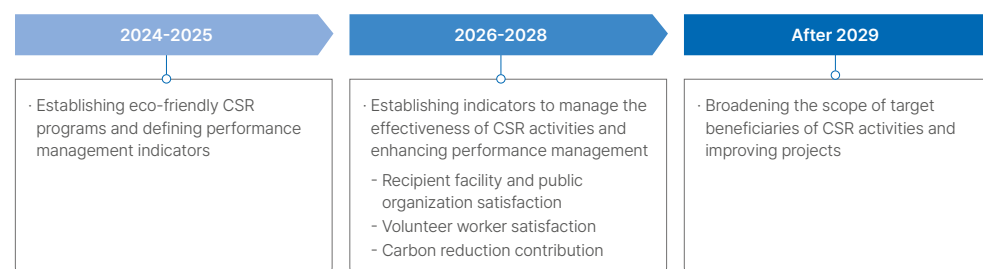 2024-2025
· Establishing eco-friendly CSR
programs and defining performance
management indicators
2026-2028
· Establishing indicators to manage the
effectiveness of CSR activities and
enhancing performance management
- Recipient facility and public
organization satisfaction
- Volunteer worker satisfaction
- Carbon reduction contribution
After 2029
· Broadening the scope of target
beneficiaries of CSR activities and
improving projects